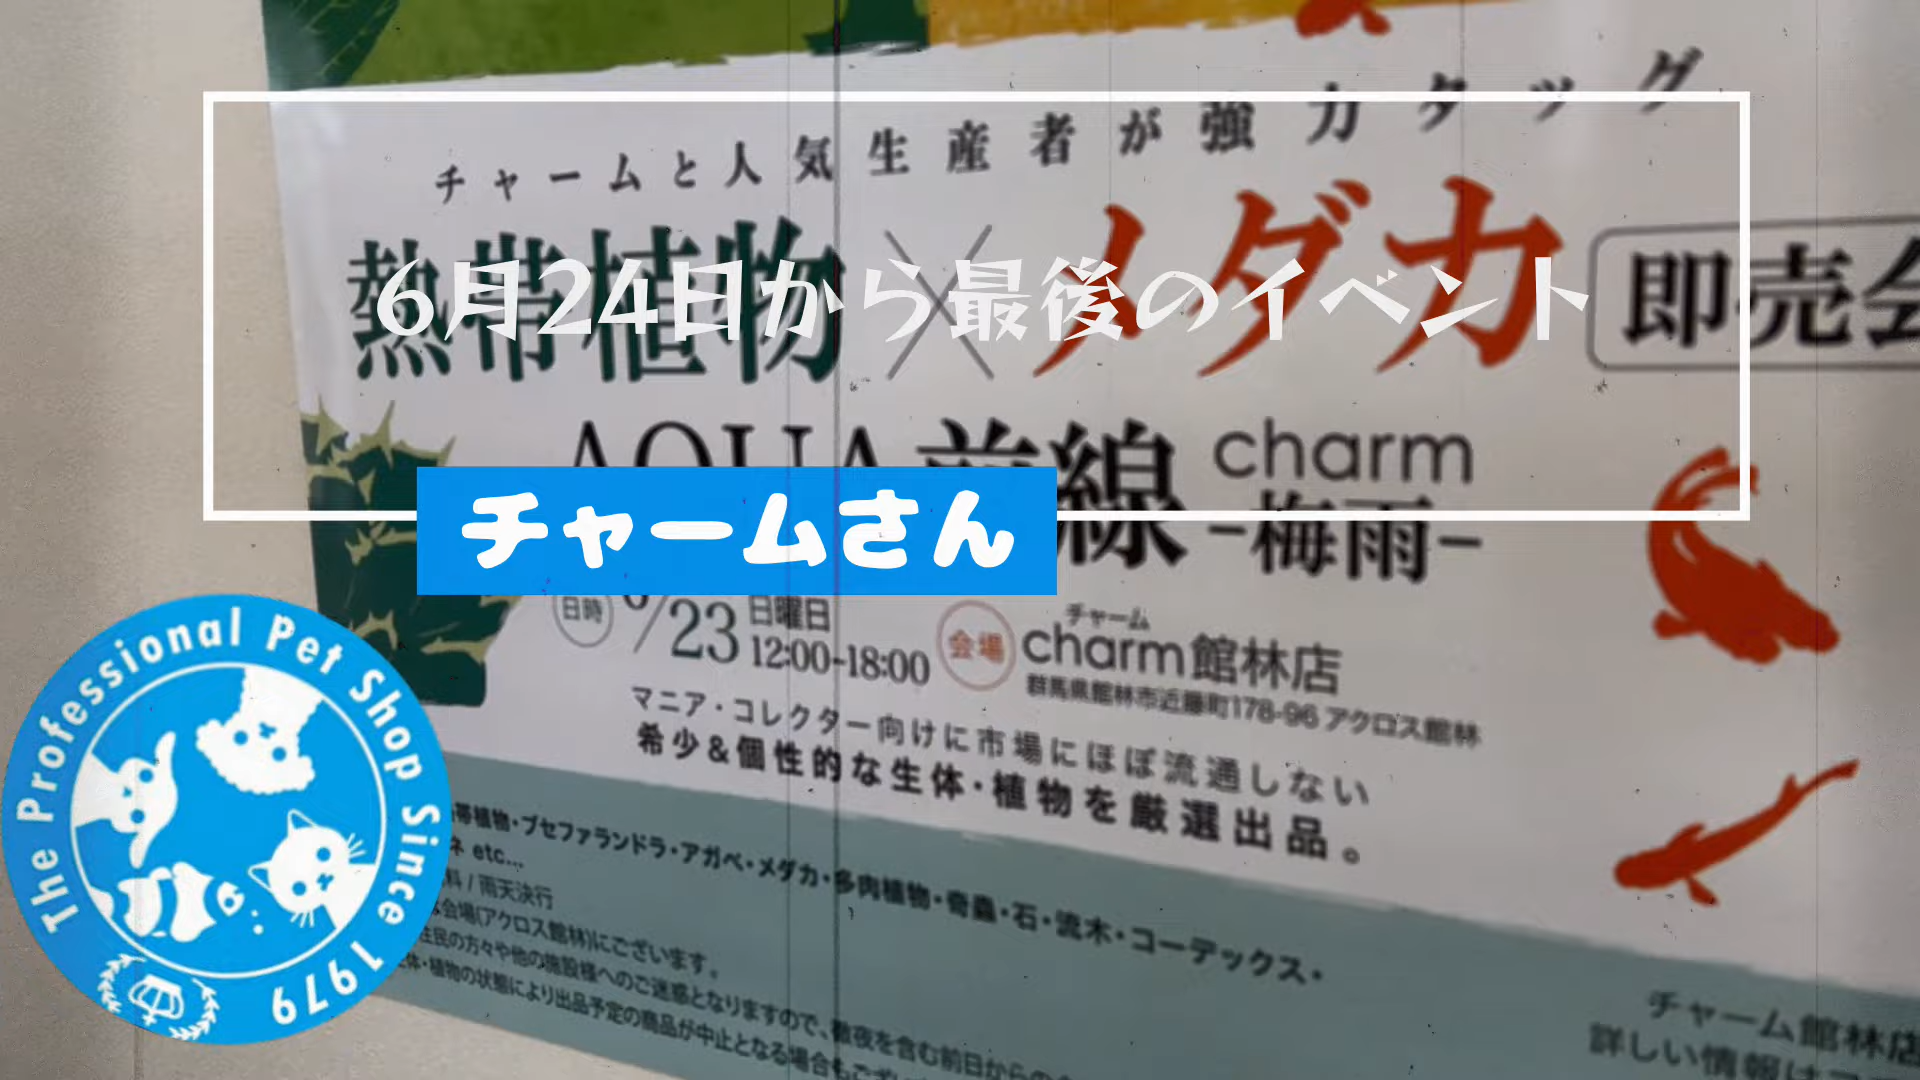 チャームと人気生産者が強力タッグ
熱帯植物×メダカ 即売会
6月24日から最後のイベント
AQUA前線 charm
-梅雨-
チャームさん
日時 6/23 日曜日 12:00-18:00
会場 チャーム charm館林店
群馬県館林市近藤町178-96 アクロス館林
マニア・コレクター向けに市場にほぼ流通しない
希少&個性的な生体・植物を厳選出品。
帯植物・ブセファランドラ・アガベ・メダカ・多肉植物・奇蟲・石・流木・コーデックス・
ネ etc...
料 / 雨天決行
会場(アクロス館林)にございます。
住民の方々や他の施設様へのご迷惑となりますので、徹夜を含む前日からの
体・植物の状態により出品予定の商品が中止となる場合も
チャーム館林店
詳しい情報は
The Professional Pet Shop Since 1979